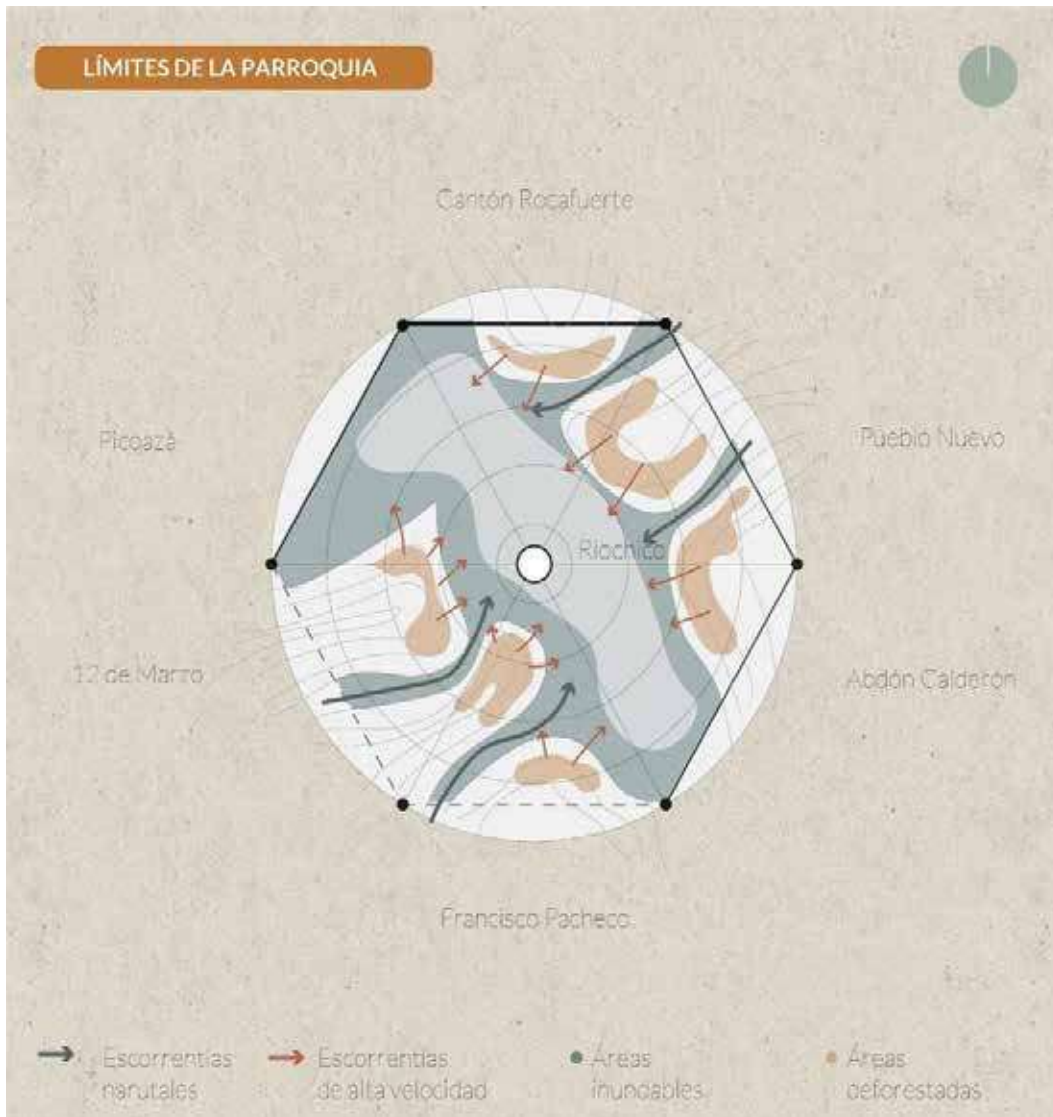 LÍMITES DE LA PARROQUIA
Cantón Rocafuerte
Picoazá
Pueblo Nuevo
Riochico
12 de Marzo
Abdón Calderón
Francisco Pacheco
Escorrentías
narutales
Escorrentías
de alta velocidad
Áreas
inundables
Áreas
deforestadas